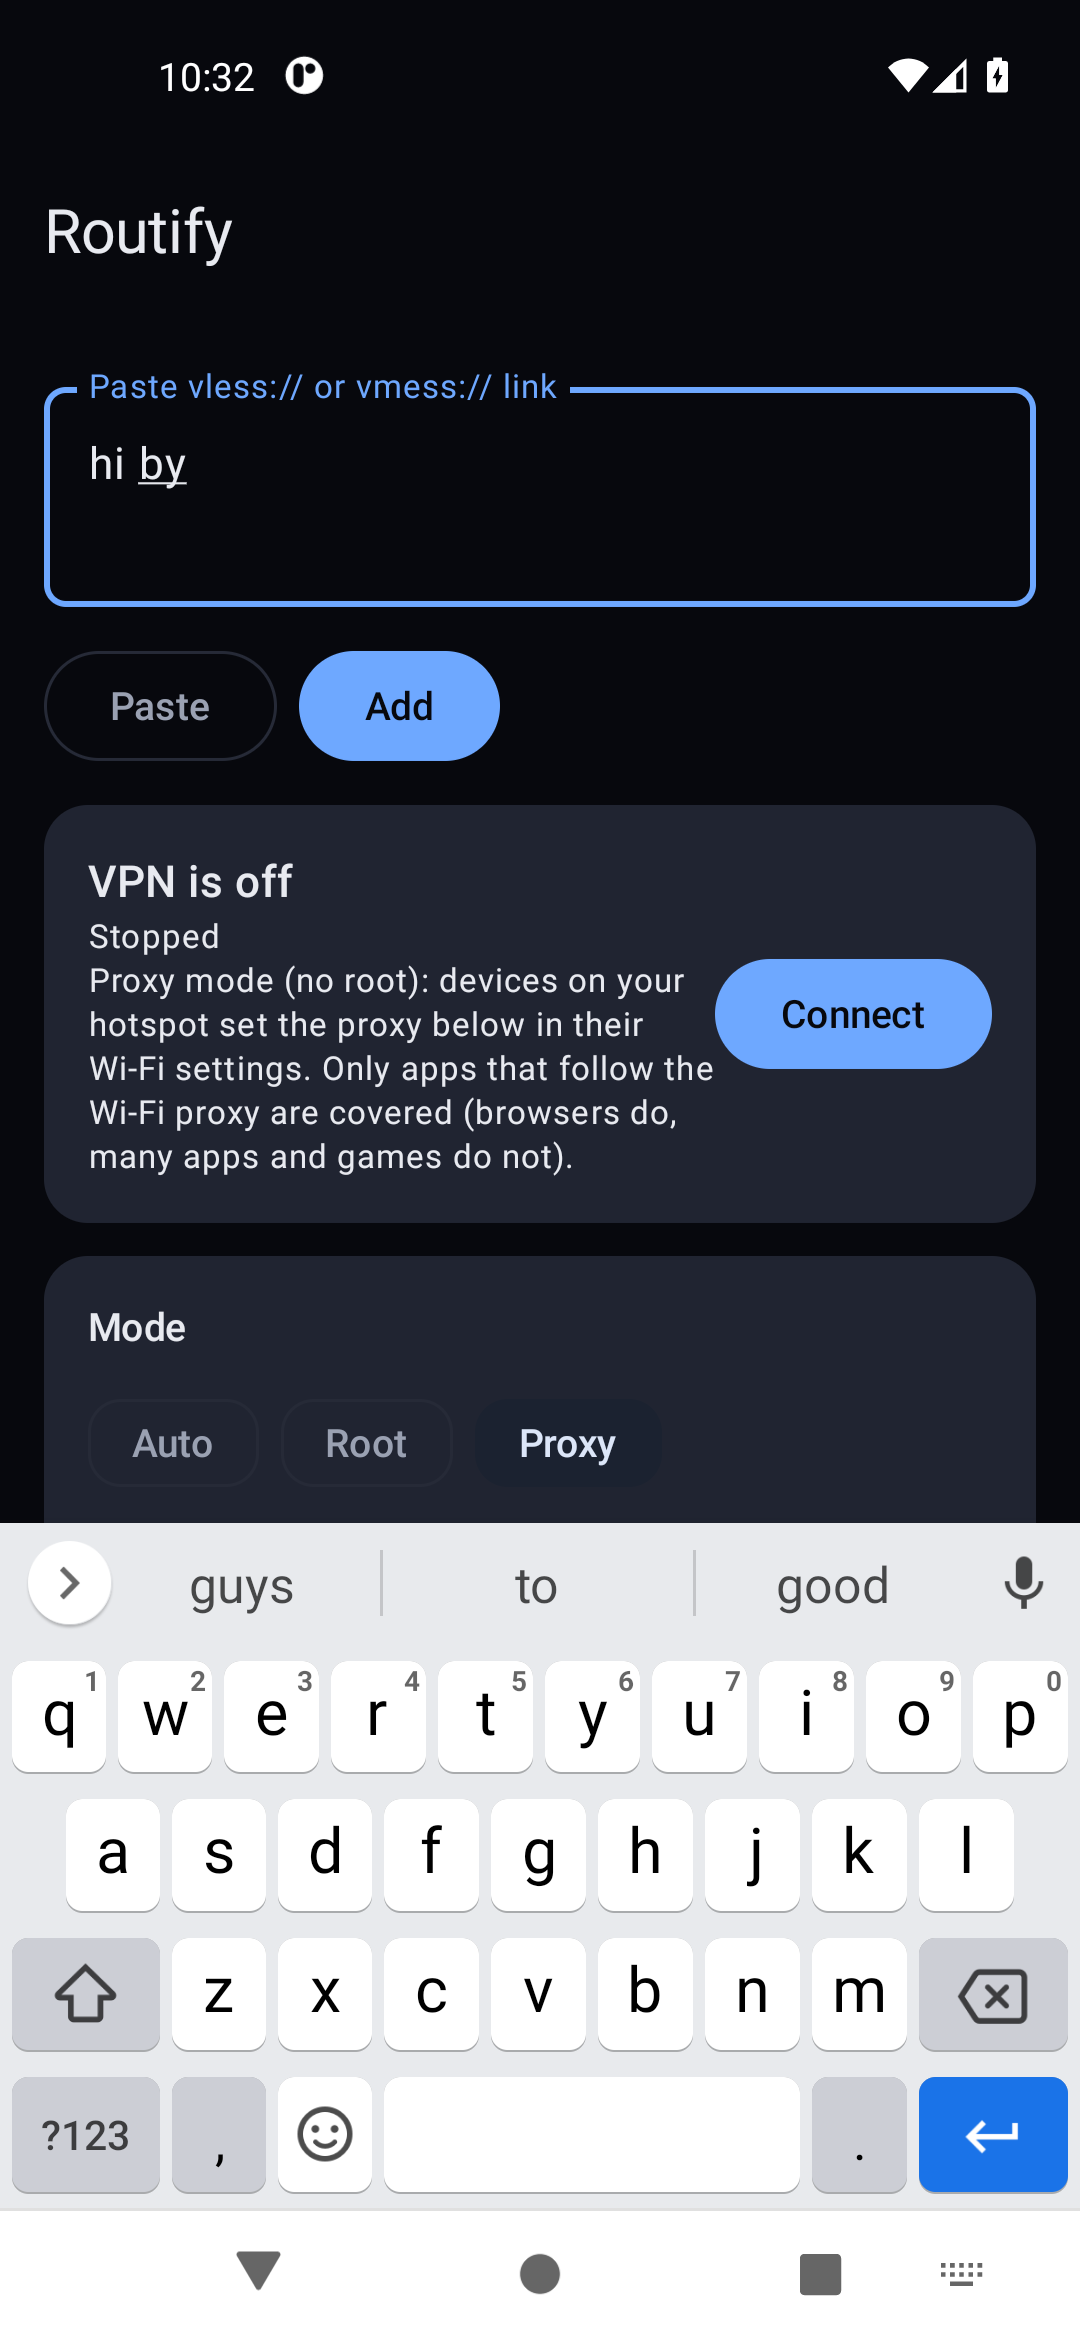 10:32
Routify
Paste vless:// or vmess:// link
hi by
Paste Add
VPN is off
Stopped
Proxy mode (no root): devices on your
hotspot set the proxy below in their
Wi-Fi settings. Only apps that follow the
Wi-Fi proxy are covered (browsers do,
many apps and games do not).
Connect
Mode
Auto Root Proxy
guys to good
q 1 w 2 e 3 r 4 t 5 y 6 u 7 i 8 o 9 p 0
a s d f g h j k l
z x c v b n m
?123 , .